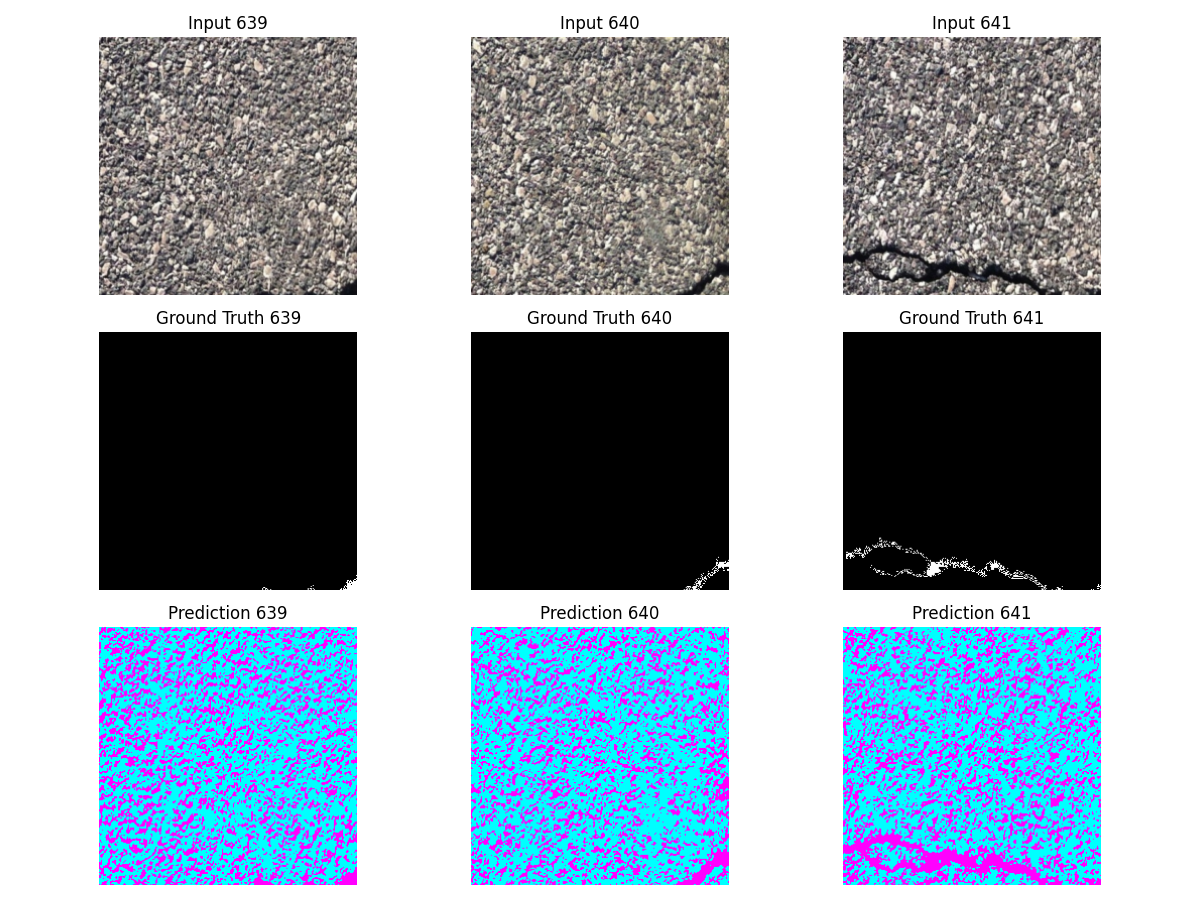 Input 639
Input 640
Input 641
Ground Truth 639
Ground Truth 640
Ground Truth 641
Prediction 639
Prediction 640
Prediction 641